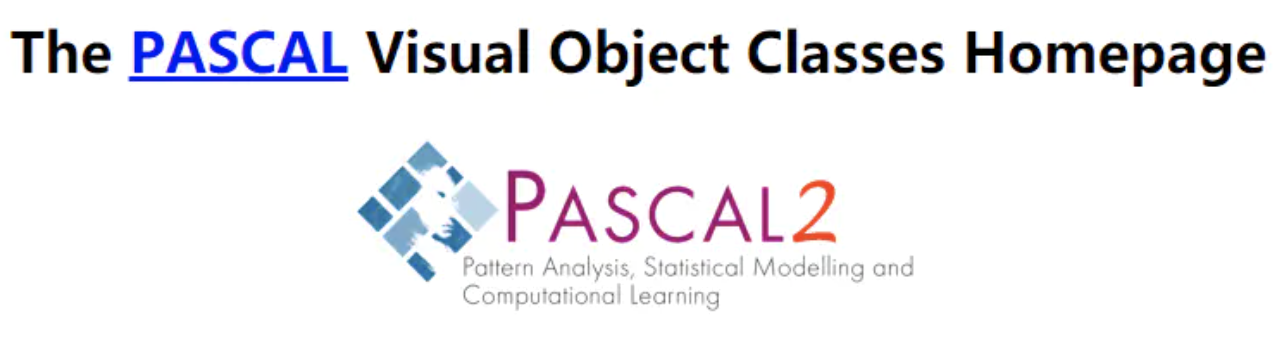 The PASCAL Visual Object Classes Homepage
PASCAL2
Pattern Analysis, Statistical Modelling and
Computational Learning